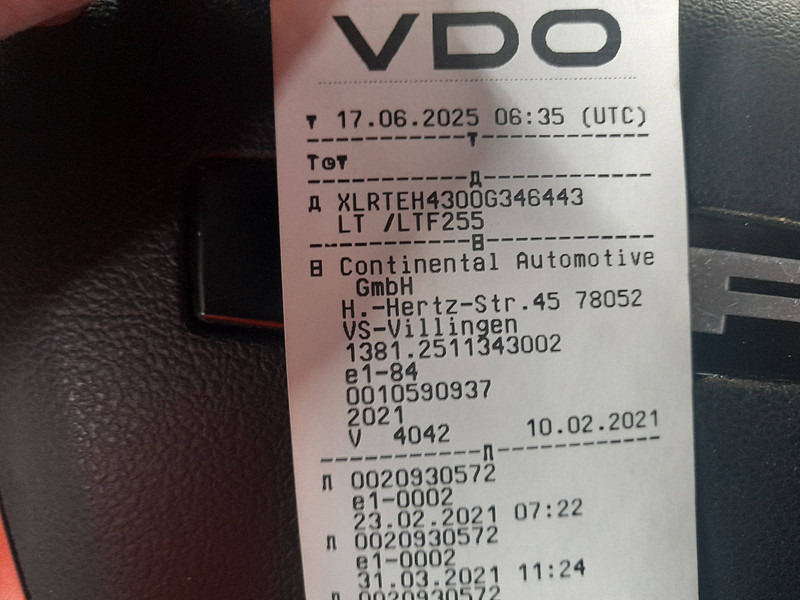 VDO
▼ 17.06.2025 06:35 (UTC)
------------▼------------
T⊙▼
------------Д------------
Д XLRTEH4300G346443
LT /LTF255
------------B------------
B Continental Automotive
GmbH
H.-Hertz-Str.45 78052
VS-Villingen
1381.2511343002
e1-84
0010590937
2021
V 4042 10.02.2021
------------Л------------
Л 0020930572
e1-0002
23.02.2021 07:22
Л 0020930572
e1-0002
31.03.2021 11:24
Л 0020930572